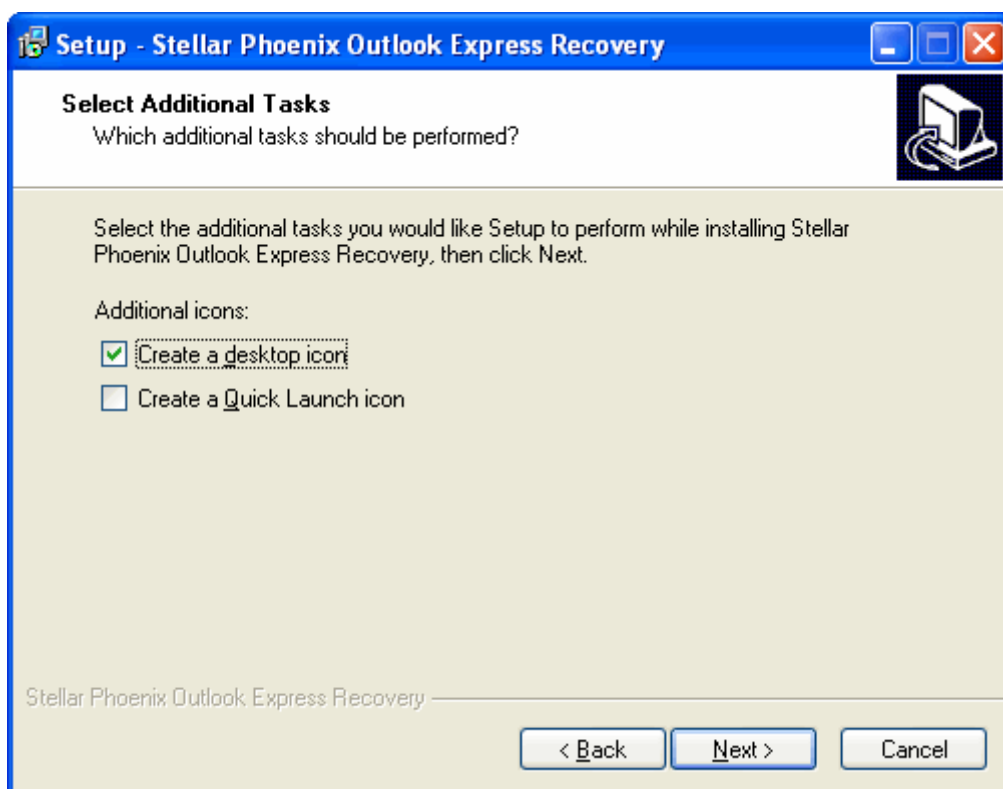 Setup - Stellar Phoenix Outlook Express Recovery
Select Additional Tasks
Which additional tasks should be performed?
Select the additional tasks you would like Setup to perform while installing Stellar
Phoenix Outlook Express Recovery, then click Next.
Additional icons:
Create a desktop icon
Create a Quick Launch icon
Stellar Phoenix Outlook Express Recovery
< Back
Next >
Cancel